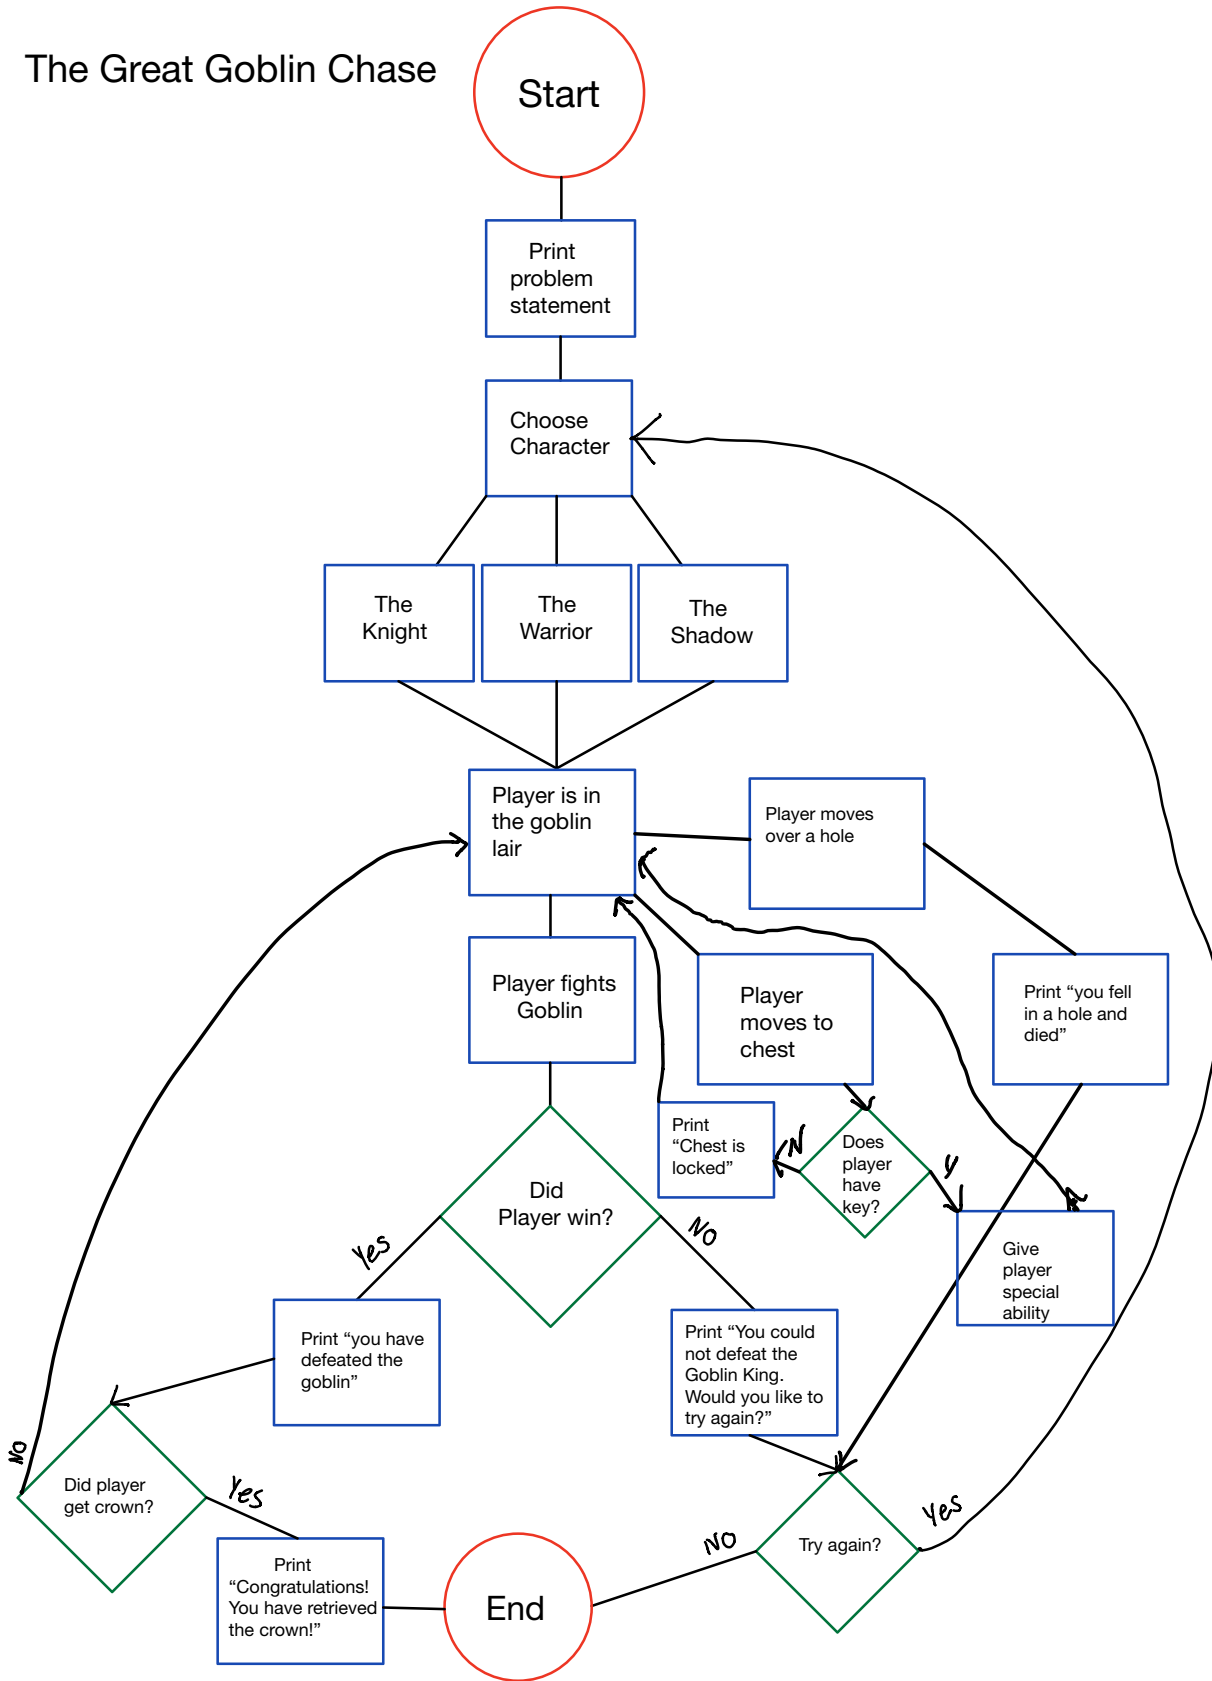 The Great Goblin Chase
Start
Print
problem
statement
Choose
Character
The
Knight
The
Warrior
The
Shadow
Player is in
the goblin
lair
Player moves
over a hole
Player fights
Goblin
Player
moves to
chest
Print “you fell
in a hole and
died”
Print
“Chest is
locked”
N
Does
player
have
key?
Y
Did
Player win?
Yes
NO
Give
player
special
ability
Print “you have
defeated the
goblin”
Print “You could
not defeat the
Goblin King.
Would you like to
try again?”
NO
Did player
get crown?
Yes
Print
“Congratulations!
You have retrieved
the crown!”
End
NO
Try again?
Yes